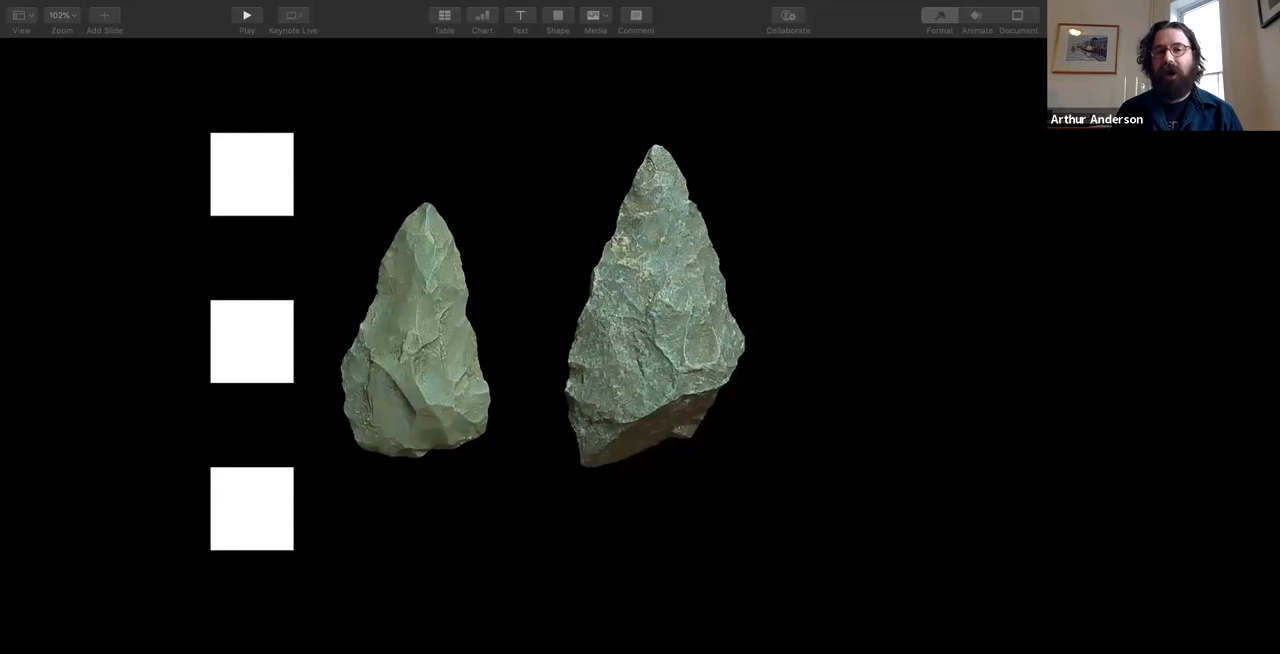 102%
View
Zoom
Add Slide
Play
Keynote Live
Table
Chart
Text
Shape
Media
Comment
Collaborate
Format
Animate
Document
Arthur Anderson